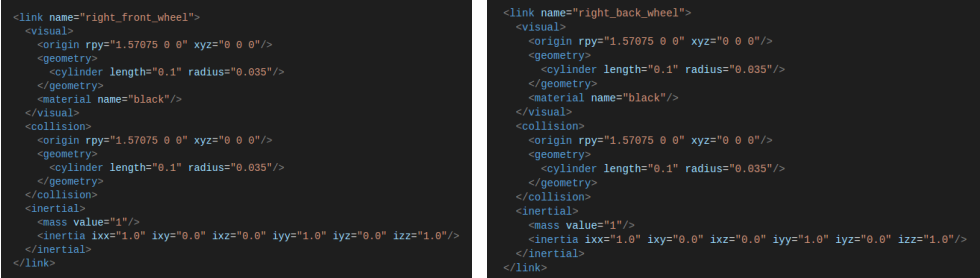 <link name="right_front_wheel">
  <visual>
    <origin rpy="1.57075 0 0" xyz="0 0 0"/>
    <geometry>
      <cylinder length="0.1" radius="0.035"/>
    </geometry>
    <material name="black"/>
  </visual>
  <collision>
    <origin rpy="1.57075 0 0" xyz="0 0 0"/>
    <geometry>
      <cylinder length="0.1" radius="0.035"/>
    </geometry>
  </collision>
  <inertial>
    <mass value="1"/>
    <inertia ixx="1.0" ixy="0.0" ixz="0.0" iyy="1.0" iyz="0.0" izz="1.0"/>
  </inertial>
</link>
<link name="right_back_wheel">
  <visual>
    <origin rpy="1.57075 0 0" xyz="0 0 0"/>
    <geometry>
      <cylinder length="0.1" radius="0.035"/>
    </geometry>
    <material name="black"/>
  </visual>
  <collision>
    <origin rpy="1.57075 0 0" xyz="0 0 0"/>
    <geometry>
      <cylinder length="0.1" radius="0.035"/>
    </geometry>
  </collision>
  <inertial>
    <mass value="1"/>
    <inertia ixx="1.0" ixy="0.0" ixz="0.0" iyy="1.0" iyz="0.0" izz="1.0"/>
  </inertial>
</link>